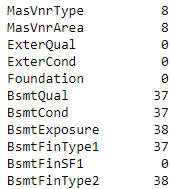 MasVnrType 8
MasVnrArea 8
ExterQual 0
ExterCond 0
Foundation 0
BsmtQual 37
BsmtCond 37
BsmtExposure 38
BsmtFinType1 37
BsmtFinSF1 0
BsmtFinType2 38